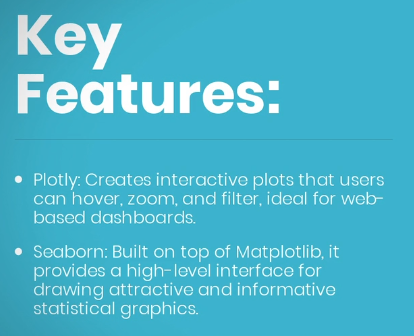 Key
Features:
• Plotly: Creates interactive plots that users
can hover, zoom, and filter, ideal for web-
based dashboards.
• Seaborn: Built on top of Matplotlib, it
provides a high-level interface for
drawing attractive and informative
statistical graphics.